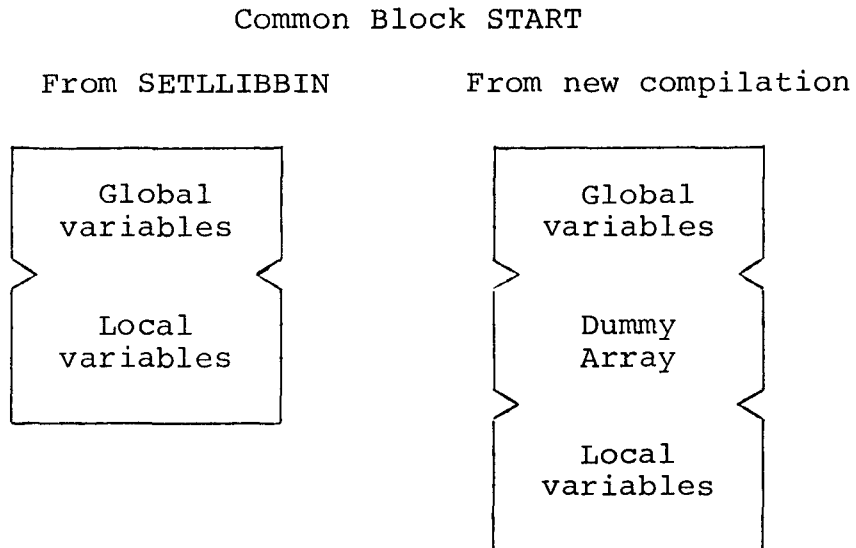 Common Block START
From SETLLIBBIN
From new compilation
Global
variables
Local
variables
Global
variables
Dummy
Array
Local
variables